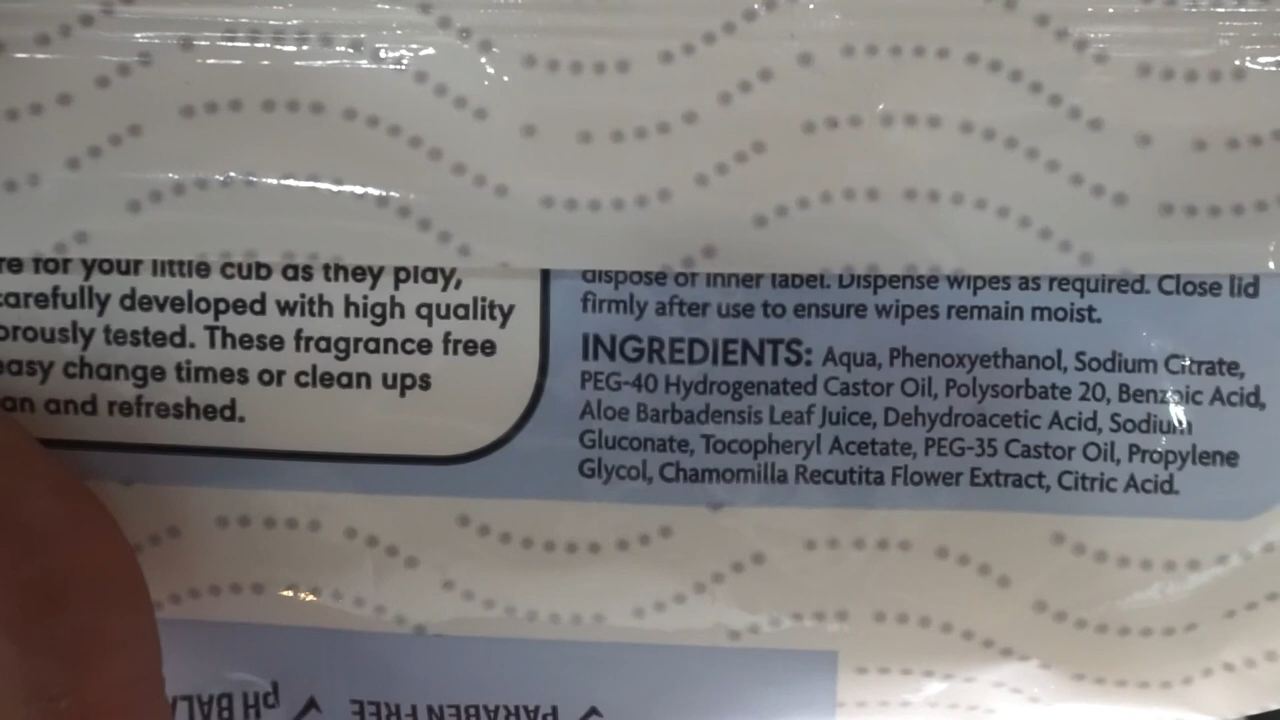 for your little cub as they play,
carefully developed with high quality
tested. These fragrance free
easy change times or clean ups
and refreshed.
dispose of inner label. Dispense wipes as required. Close lid
firmly after use to ensure wipes remain moist.
INGREDIENTS: Aqua, Phenoxyethanol, Sodium Citrate,
PEG-40 Hydrogenated Castor Oil, Polysorbate 20, Benzoic Acid,
Aloe Barbadensis Leaf Juice, Dehydroacetic Acid, Sodium
Gluconate, Tocopheryl Acetate, PEG-35 Castor Oil, Propylene
Glycol, Chamomilla Recutita Flower Extract, Citric Acid.
✓ PARABEN FREE ✓ pH